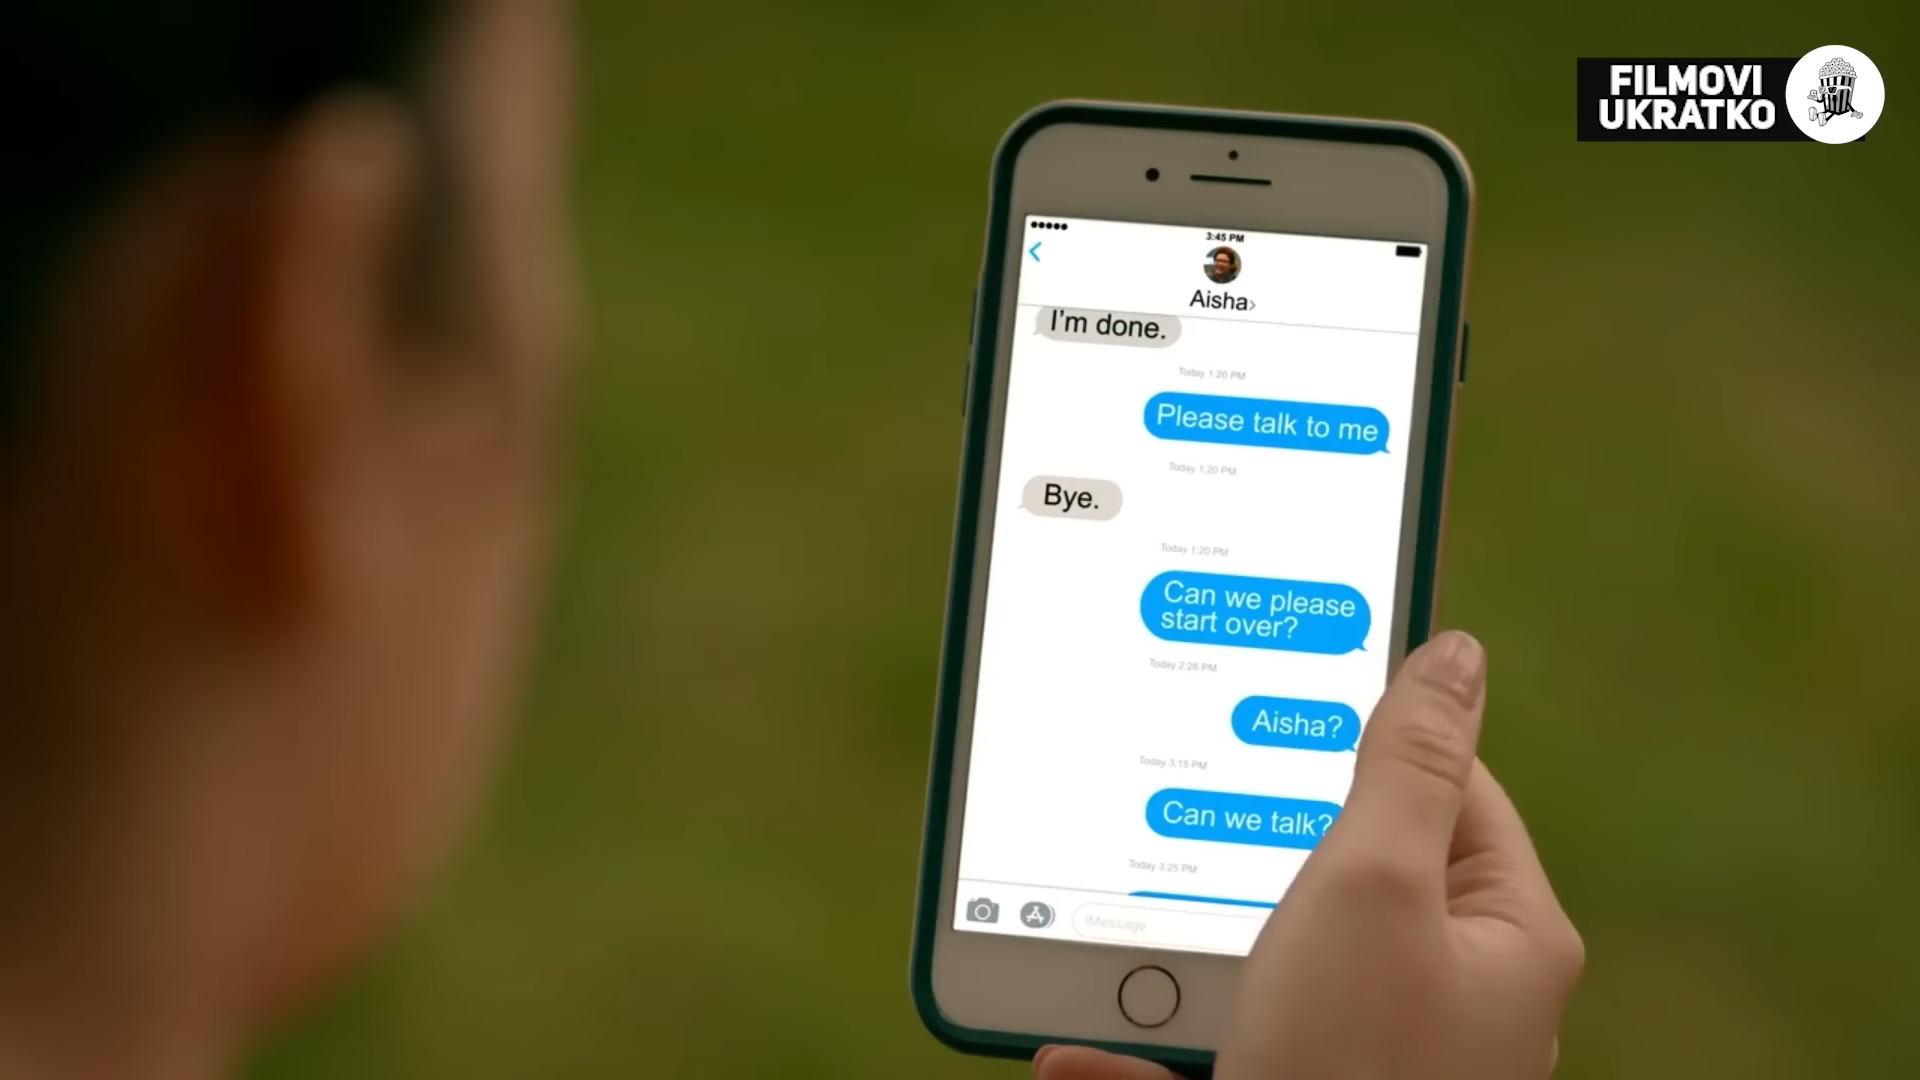 FILMOVI
UKRATKO
3:45 PM
Aisha
I'm done.
Today 1:20 PM
Please talk to me
Today 1:20 PM
Bye.
Today 1:20 PM
Can we please
start over?
Today 2:26 PM
Aisha?
Today 3:15 PM
Can we talk?
Today 3:25 PM
iMessage